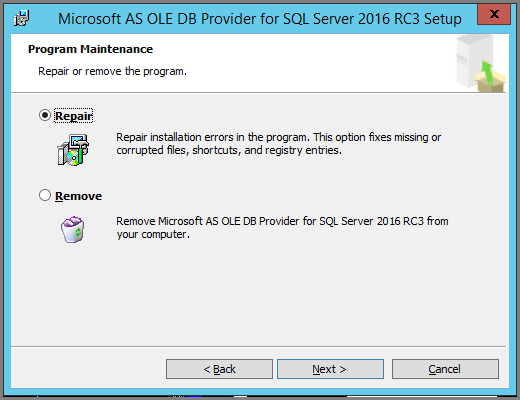 Microsoft AS OLE DB Provider for SQL Server 2016 RC3 Setup
x
Program Maintenance
Repair or remove the program.
Repair
Repair installation errors in the program. This option fixes missing or
corrupted files, shortcuts, and registry entries.
Remove
Remove Microsoft AS OLE DB Provider for SQL Server 2016 RC3 from
your computer.
< Back
Next >
Cancel